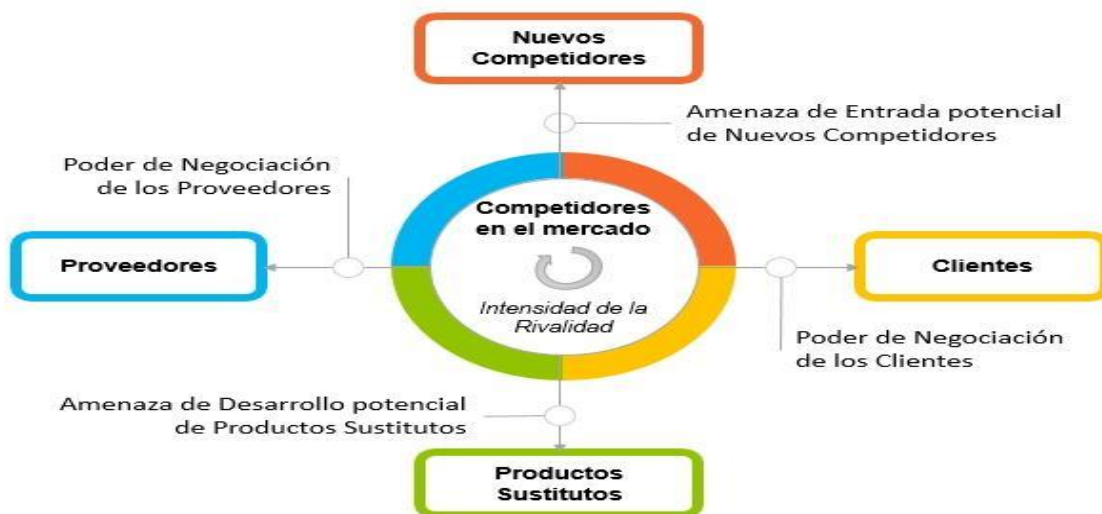 Nuevos
Competidores
Amenaza de Entrada potencial
de Nuevos Competidores
Poder de Negociación
de los Proveedores
Competidores
en el mercado
Proveedores
Clientes
Intensidad de la
Rivalidad
Poder de Negociación
de los Clientes
Amenaza de Desarrollo potencial
de Productos Sustitutos
Productos
Sustitutos